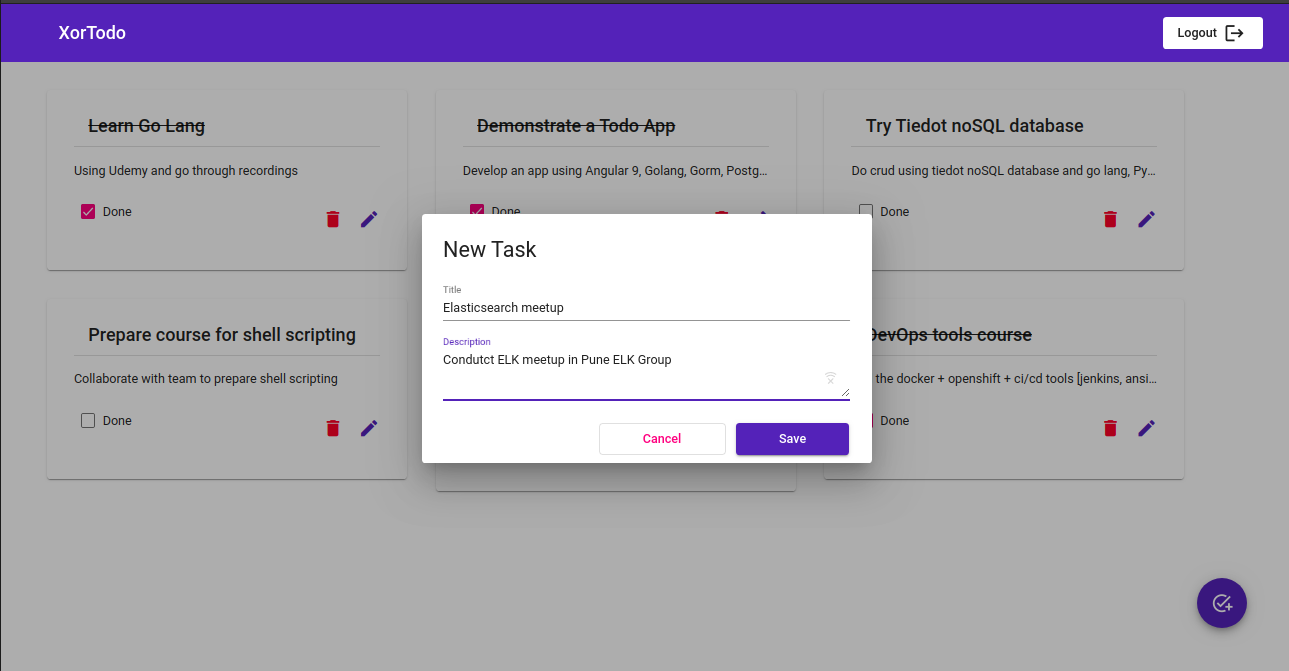 XorTodo
Logout
Learn Go Lang
Using Udemy and go through recordings
Done
Demonstrate a Todo App
Develop an app using Angular 9, Golang, Gorm, Postg...
Done
Try Tiedot noSQL database
Do crud using tiedot noSQL database and go lang, Py...
Done
New Task
Title
Elasticsearch meetup
Description
Condutct ELK meetup in Pune ELK Group
Cancel
Save
Prepare course for shell scripting
Collaborate with team to prepare shell scripting
Done
DevOps tools course
the docker + openshift + ci/cd tools [jenkins, ansi...
Done